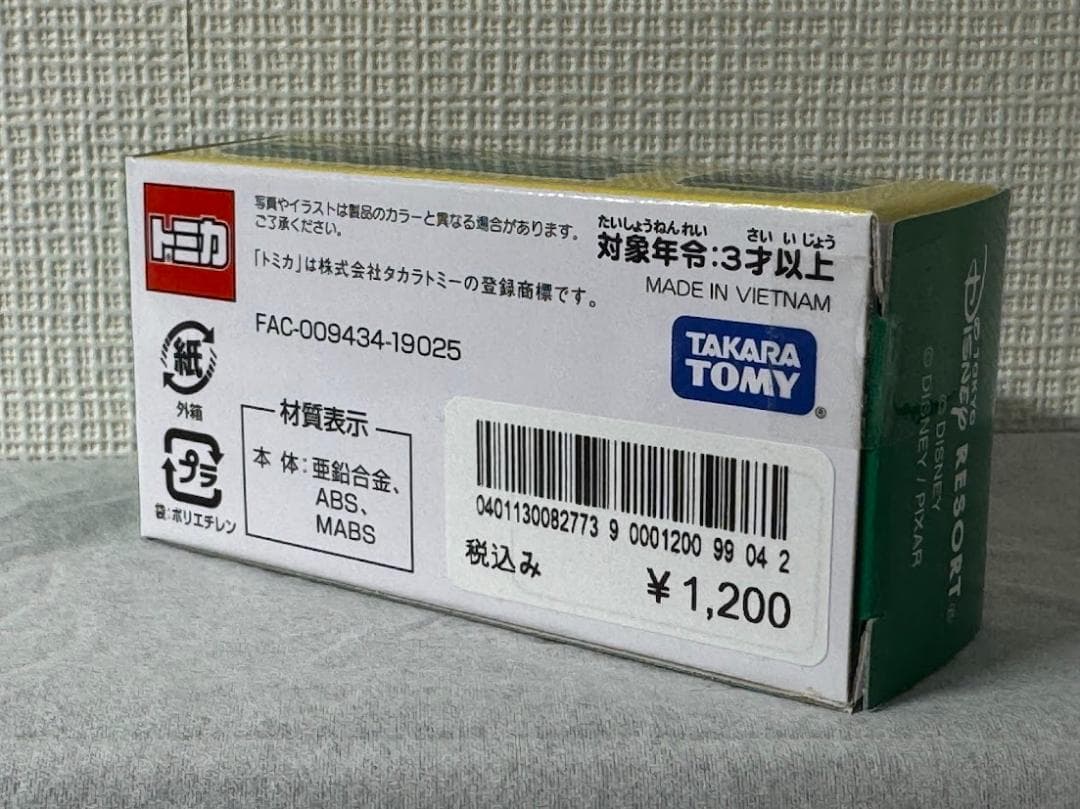 トミカ
写真やイラストは製品のカラーと異なる場合があります。
ご了承ください。
「トミカ」は株式会社タカラトミーの登録商標です。
たいしょうねんれい さいいじょう
対象年令:3才以上
MADE IN VIETNAM
FAC-009434-19025
TAKARA
TOMY
®
紙
外箱
プラ
袋:ポリエチレン
材質表示
本体:亜鉛合金、
ABS、
MABS
0401130082773 9 0001200 99 04 2
税込み
¥1,200
TOKYO
Disney RESORT®
© DISNEY
© DISNEY / PIXAR